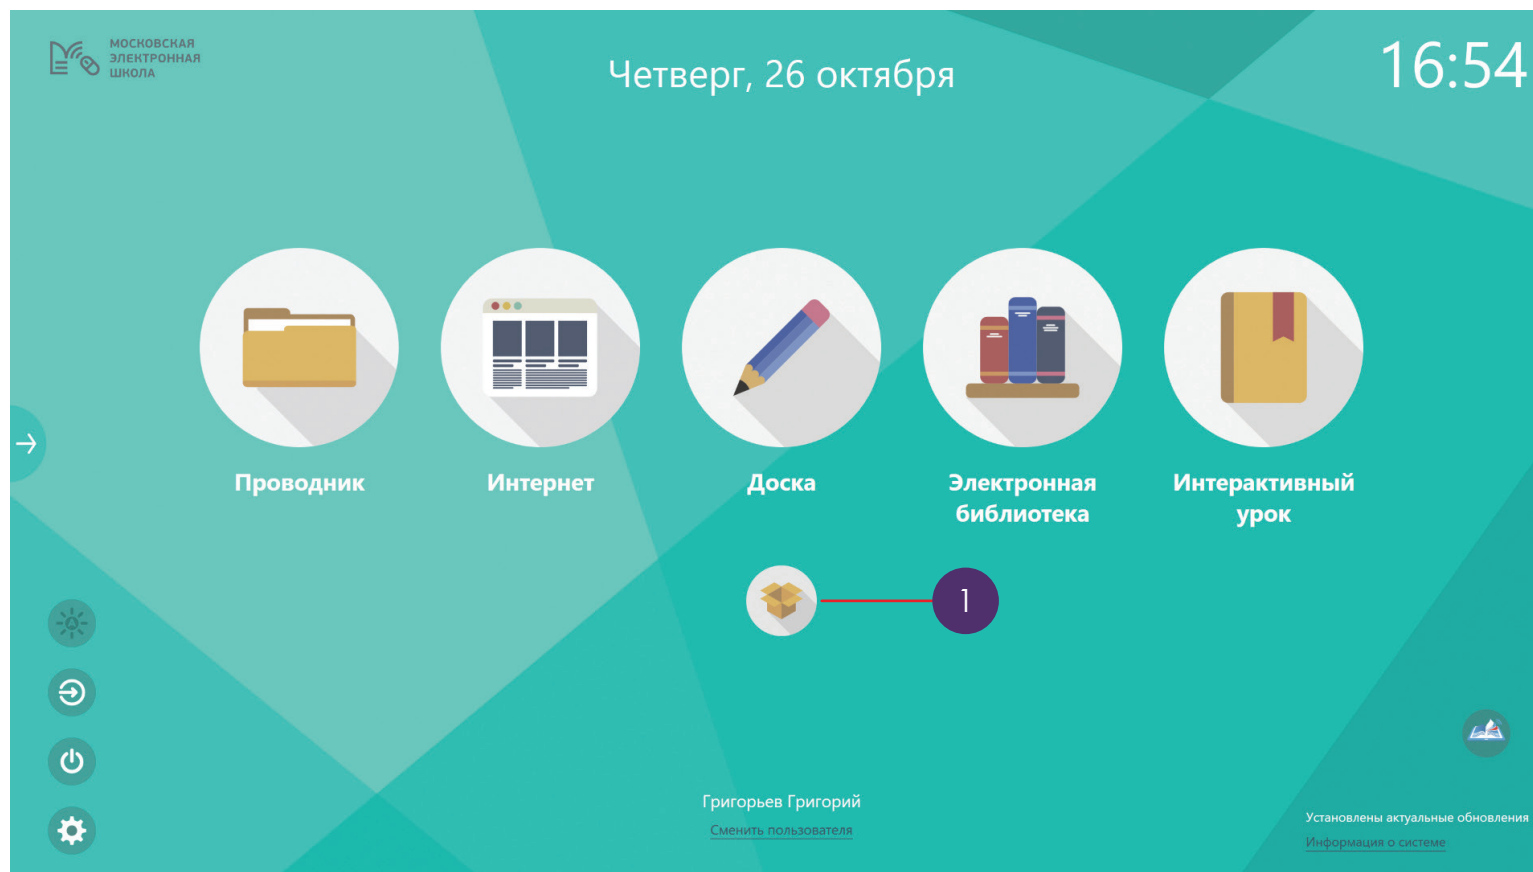 МОСКОВСКАЯ
ЭЛЕКТРОННАЯ
ШКОЛА
Четверг, 26 октября
16:54
Проводник
Интернет
Доска
Электронная
библиотека
Интерактивный
урок
1
Григорьев Григорий
Сменить пользователя
Установлены актуальные обновления
Информация о системе